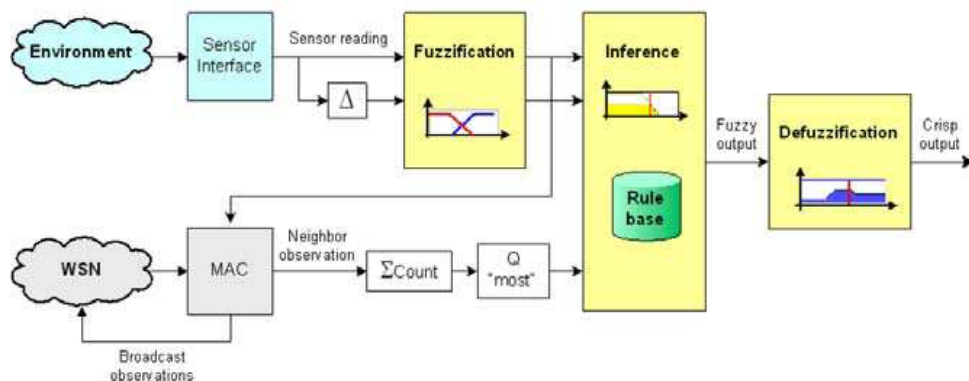 Environment
Sensor
Interface
Sensor reading
Δ
Fuzzification
Inference
Rule
base
Fuzzy
output
Defuzzification
Crisp
output
WSN
MAC
Neighbor
observation
ΣCount
Q
"most"
Broadcast
observations